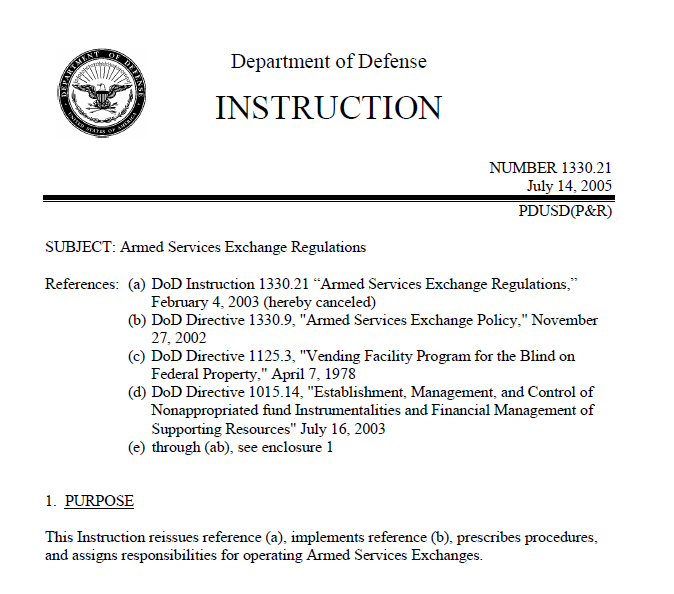 DEPARTMENT OF DEFENSE
UNITED STATES OF AMERICA
Department of Defense
INSTRUCTION
NUMBER 1330.21
July 14, 2005
PDUSD(P&R)
SUBJECT: Armed Services Exchange Regulations
References: (a) DoD Instruction 1330.21 “Armed Services Exchange Regulations,”
February 4, 2003 (hereby canceled)
(b) DoD Directive 1330.9, "Armed Services Exchange Policy," November
27, 2002
(c) DoD Directive 1125.3, "Vending Facility Program for the Blind on
Federal Property," April 7, 1978
(d) DoD Directive 1015.14, "Establishment, Management, and Control of
Nonappropriated fund Instrumentalities and Financial Management of
Supporting Resources" July 16, 2003
(e) through (ab), see enclosure 1
1. PURPOSE
This Instruction reissues reference (a), implements reference (b), prescribes procedures,
and assigns responsibilities for operating Armed Services Exchanges.